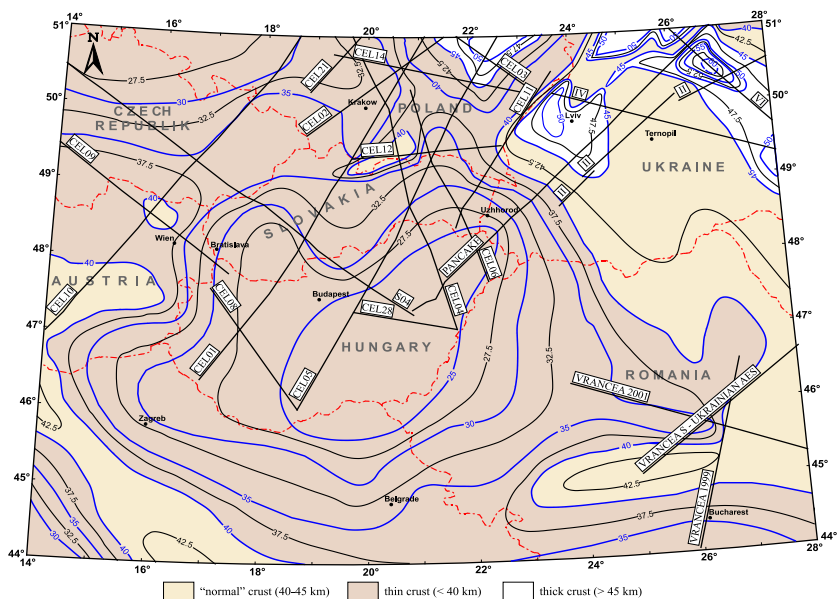 51° 14° 16° 18° 20° 22° 24° 26° 28° 51°
50° 50°
49° 49°
48° 48°
47° 47°
46° 46°
45° 45°
44° 44°
14° 16° 18° 20° 22° 24° 26° 28°
N
CZECH
REPUBLIK
POLAND
UKRAINE
SLOVAKIA
AUSTRIA
HUNGARY
ROMANIA
Krakow
Lviv
Ternopil
Uzhhorod
Wien
Bratislava
Budapest
Zagreb
Belgrade
Bucharest
CEL21
CEL14
CEL03
CEL11
CEL02
CEL12
CEL09
CEL10
CEL08
CEL01
CEL05
CEL28
S04
CEL04
CEL06
PANCAKE
IV
II
III
II
VI
VRANCEA 2001
VRANCEA S - UKRAINIAN AES
VRANCEA 1999
27.5
30
32.5
35
37.5
40
42.5
45
47.5
50
25
"normal" crust (40-45 km)
thin crust (< 40 km)
thick crust (> 45 km)